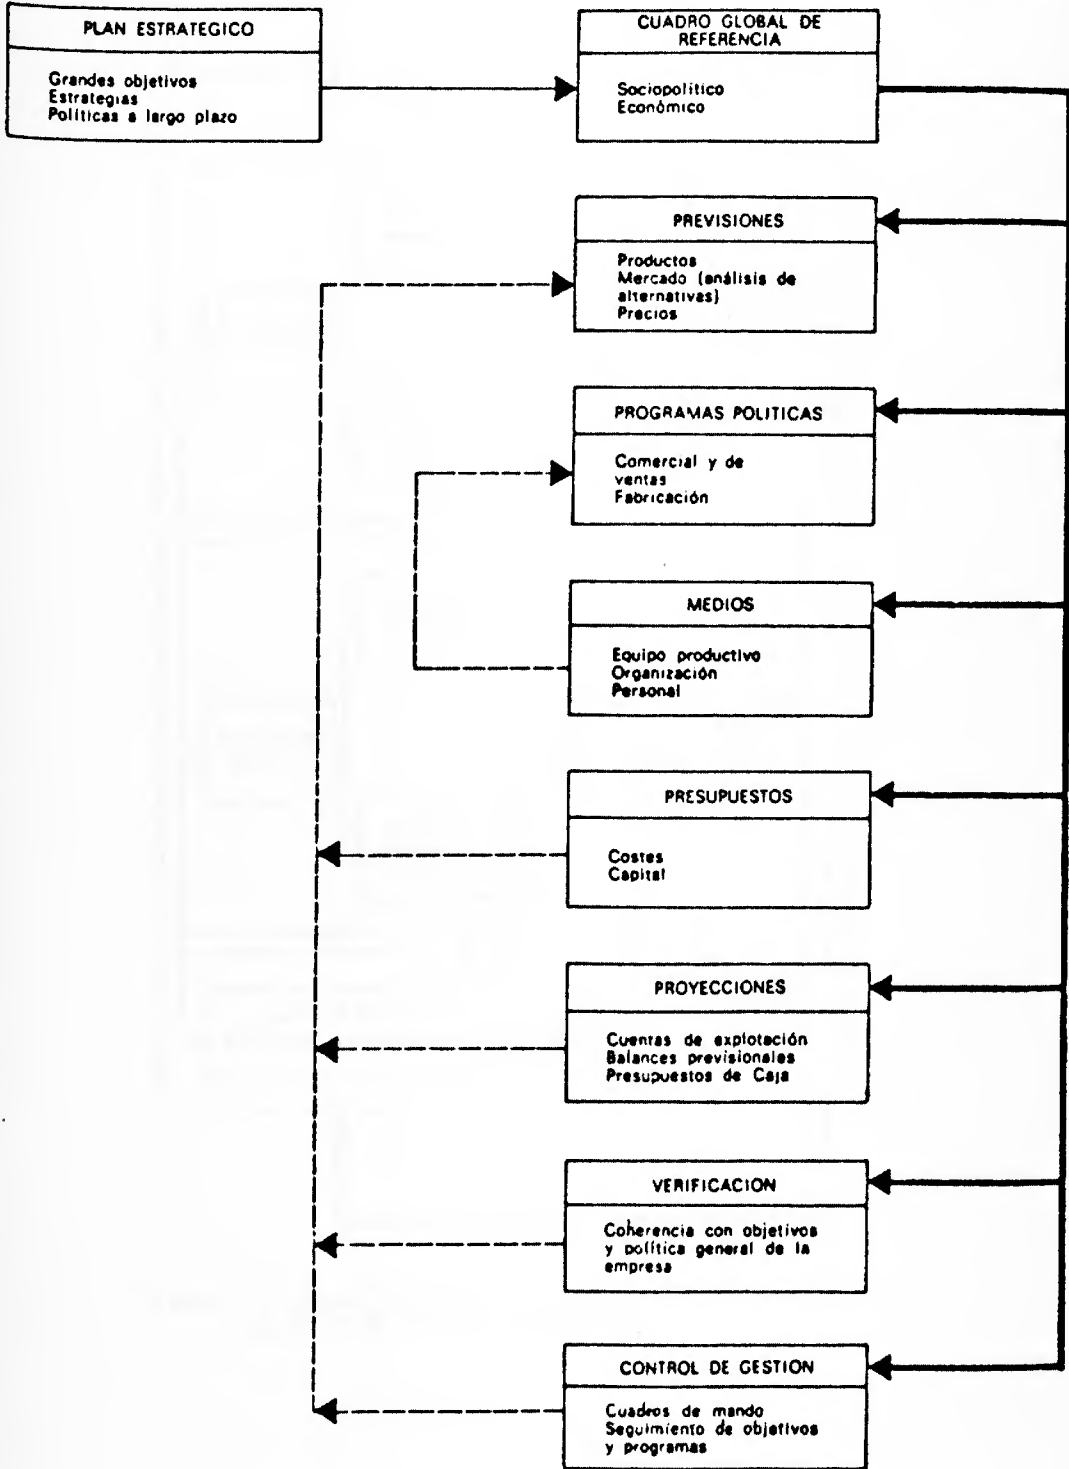 PLAN ESTRATEGICO
Grandes objetivos
Estrategias
Políticas a largo plazo
CUADRO GLOBAL DE
REFERENCIA
Sociopolítico
Económico
PREVISIONES
Productos
Mercado (análisis de
alternativas)
Precios
PROGRAMAS POLITICAS
Comercial y de
ventas
Fabricación
MEDIOS
Equipo productivo
Organización
Personal
PRESUPUESTOS
Costes
Capital
PROYECCIONES
Cuentas de explotación
Balances previsionales
Presupuestos de Caja
VERIFICACION
Coherencia con objetivos
y política general de la
empresa
CONTROL DE GESTION
Cuadros de mando
Seguimiento de objetivos
y programas